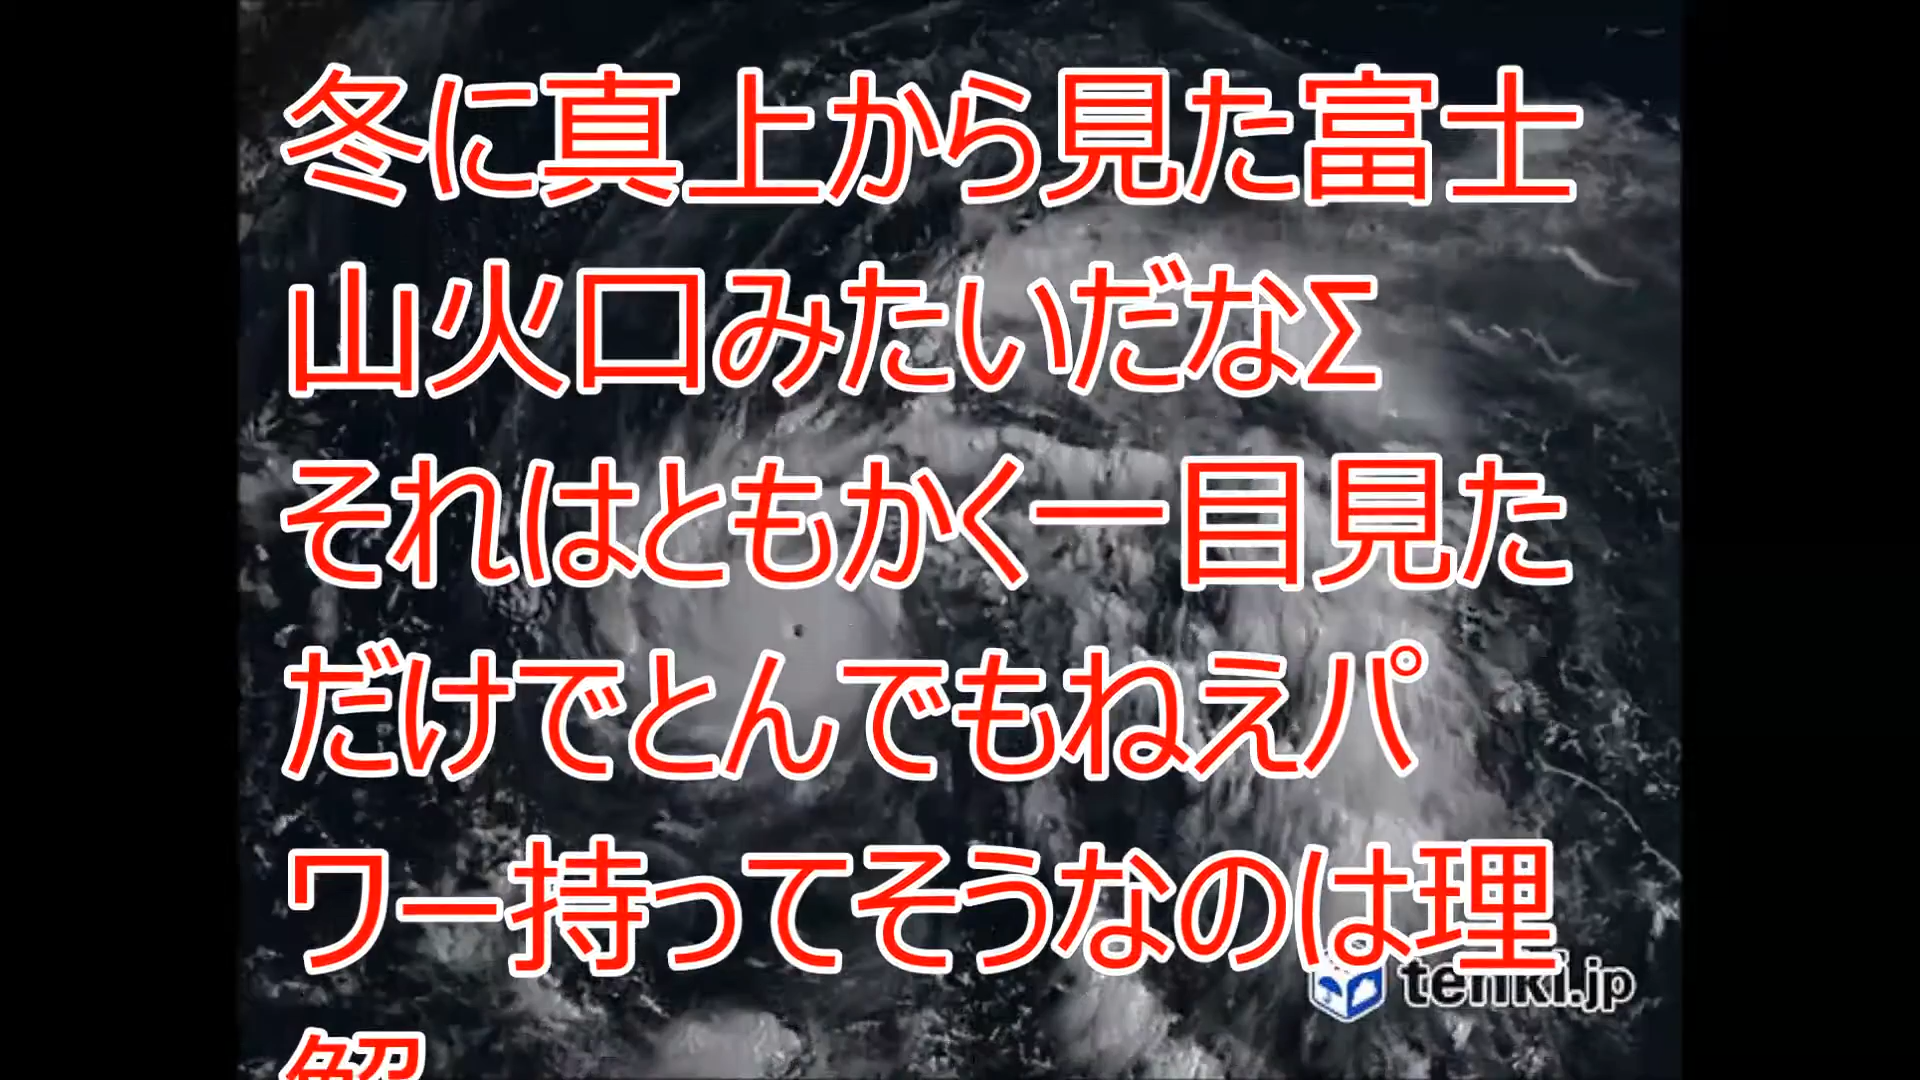 冬に真上から見た富士
山火口みたいだなΣ
それはともかく一目見た
だけでとんでもねえパ
ワー持ってそうなのは理
解
tenki.jp